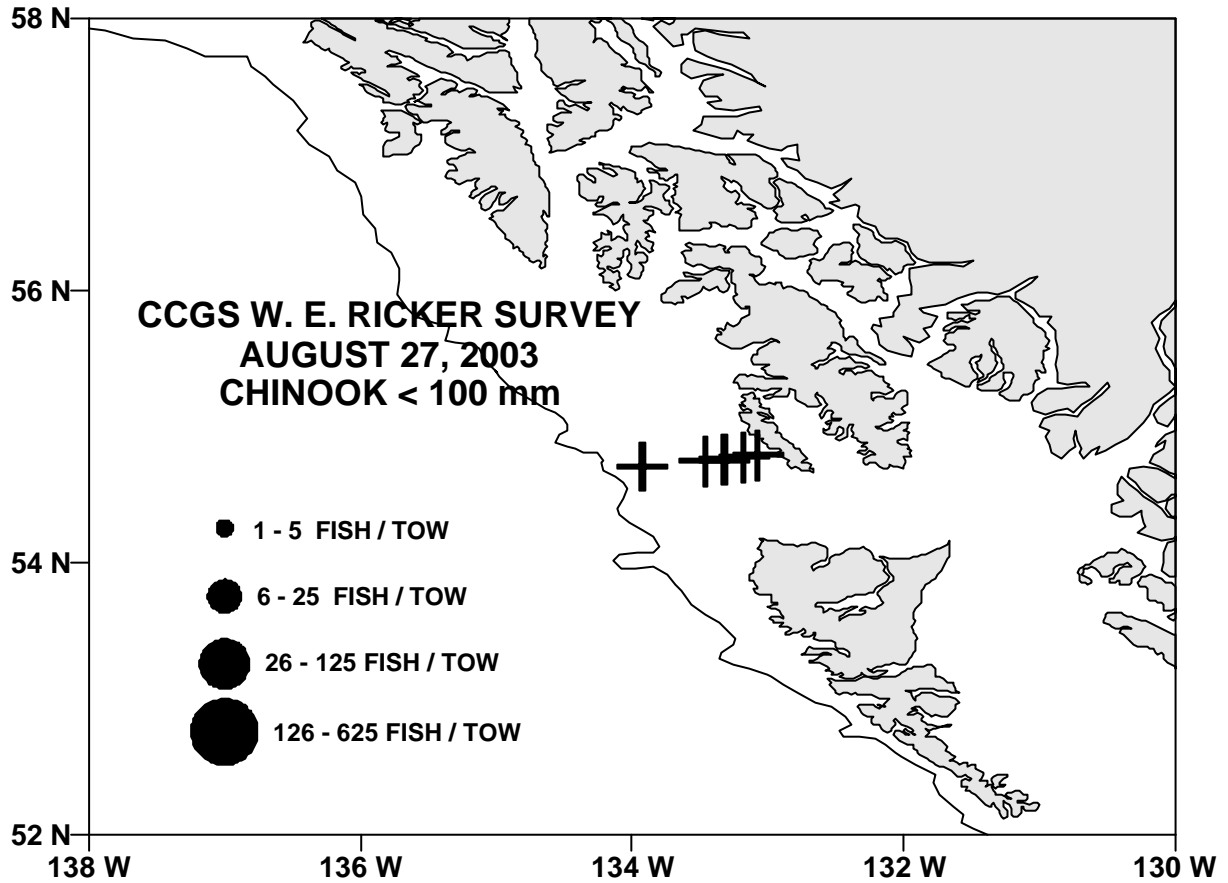 58 N
56 N
CCGS W. E. RICKER SURVEY
AUGUST 27, 2003
CHINOOK < 100 mm
1 - 5 FISH / TOW
54 N
6 - 25 FISH / TOW
26 - 125 FISH / TOW
126 - 625 FISH / TOW
52 N
138 W 136 W 134 W 132 W 130 W